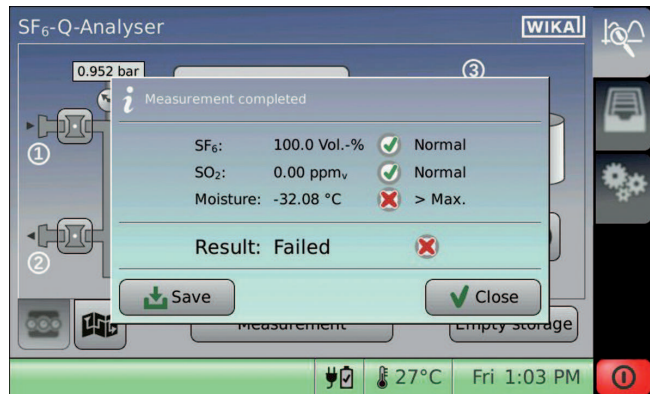 SF₆-Q-Analyser
WIKA
0.952 bar
3
Measurement completed
SF₆: 100.0 Vol.-% Normal
SO₂: 0.00 ppmᵥ Normal
Moisture: -32.08 °C > Max.
1
Result: Failed
2
Save Close
Measurement Empty storage
27°C Fri 1:03 PM